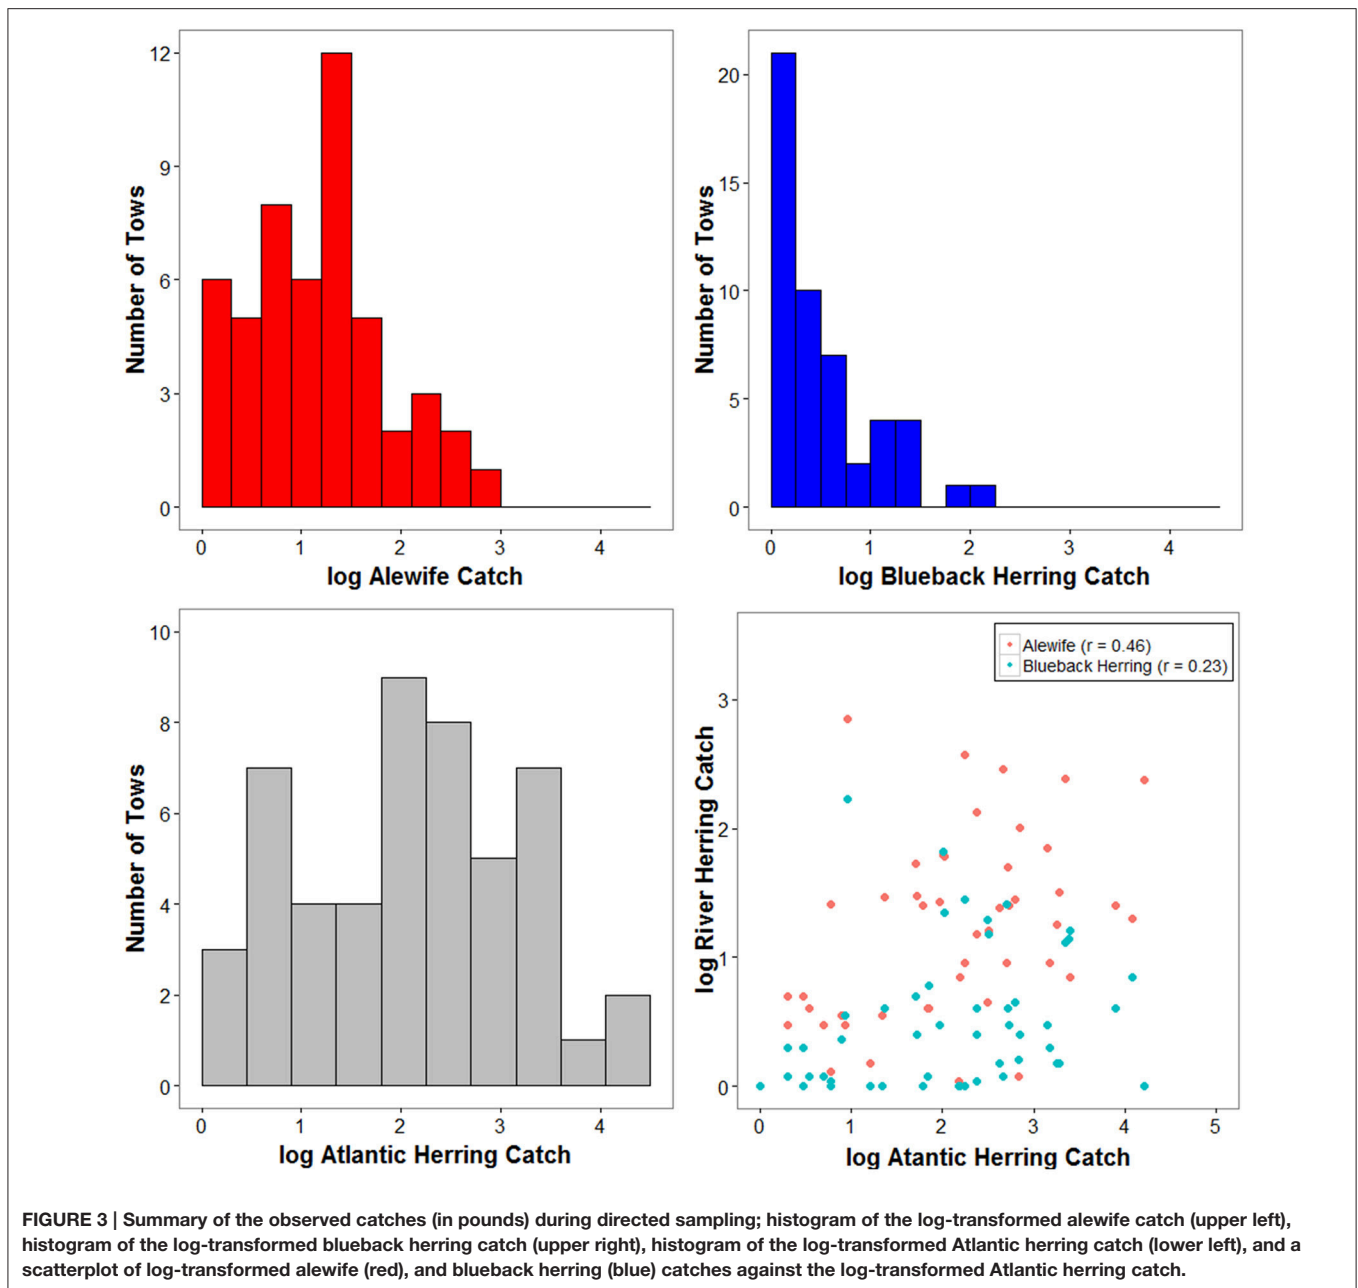 12
9
6
3
0
Number of Tows
0 1 2 3 4
log Alewife Catch
20
15
10
5
0
Number of Tows
0 1 2 3 4
log Blueback Herring Catch
10
8
6
4
2
0
Number of Tows
0 1 2 3 4
log Atlantic Herring Catch
Alewife (r = 0.46)
Blueback Herring (r = 0.23)
3
2
1
0
log River Herring Catch
0 1 2 3 4 5
log Atantic Herring Catch
FIGURE 3 | Summary of the observed catches (in pounds) during directed sampling; histogram of the log-transformed alewife catch (upper left),
histogram of the log-transformed blueback herring catch (upper right), histogram of the log-transformed Atlantic herring catch (lower left), and a
scatterplot of log-transformed alewife (red), and blueback herring (blue) catches against the log-transformed Atlantic herring catch.